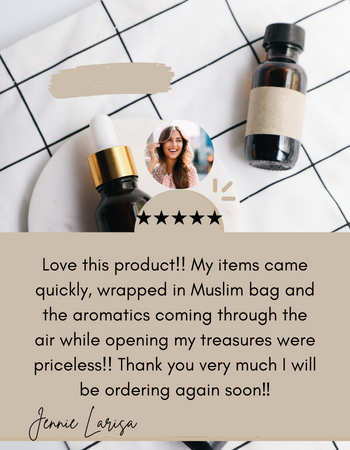 Love this product!! My items came
quickly, wrapped in Muslim bag and
the aromatics coming through the
air while opening my treasures were
priceless!! Thank you very much I will
be ordering again soon!!
Jennie Larisa